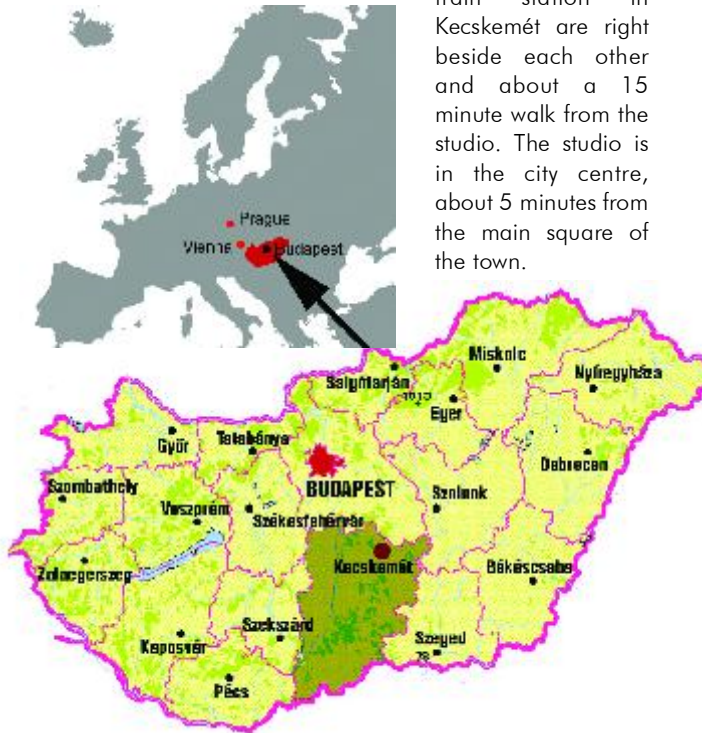 Kecskemét are right
beside each other
and about a 15
minute walk from the
studio. The studio is
in the city centre,
about 5 minutes from
the main square of
the town.
Prague
Vienna
Budapest
Miskolc
Salgótarján
Nyíregyháza
Eger
Győr
Tatabánya
Debrecen
Szombathely
BUDAPEST
Veszprém
Szolnok
Székesfehérvár
Kecskemét
Zalaegerszeg
Békéscsaba
Szekszárd
Kaposvár
Szeged
78
Pécs